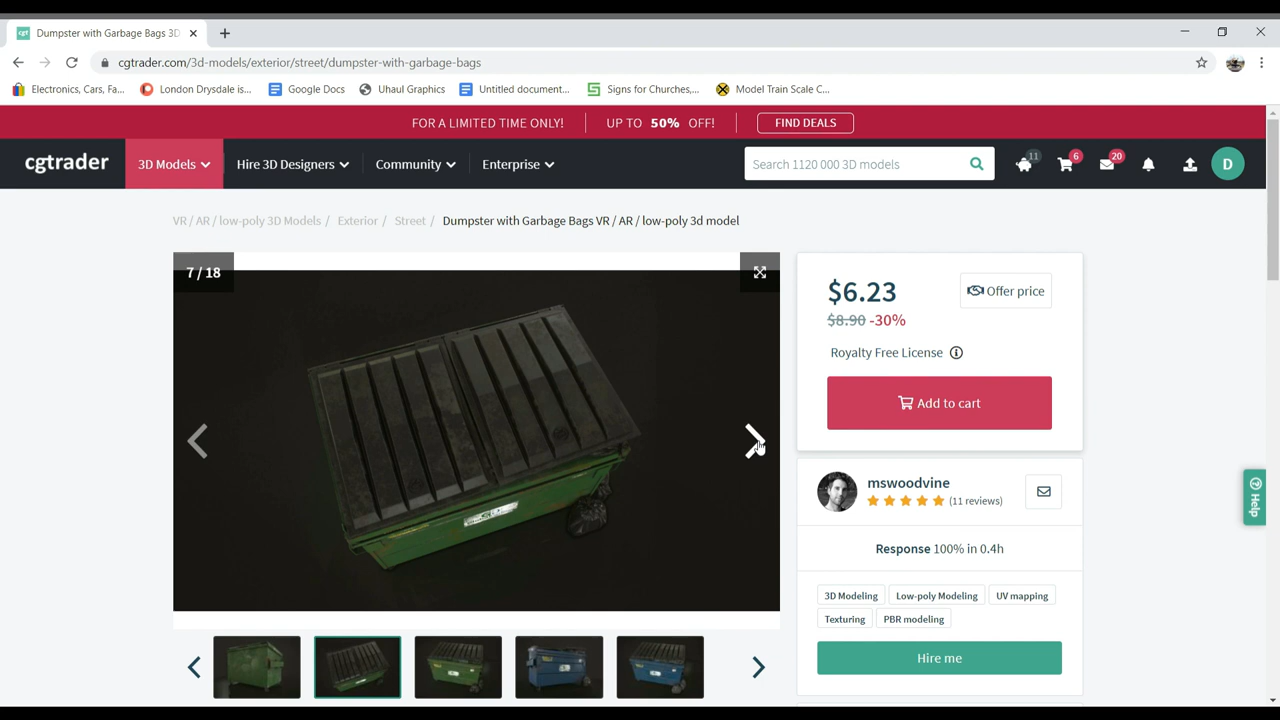 Dumpster with Garbage Bags 3D
cgtrader.com/3d-models/exterior/street/dumpster-with-garbage-bags
Electronics, Cars, Fa...
London Drysdale is...
Google Docs
Uhaul Graphics
Untitled document...
Signs for Churches,...
Model Train Scale C...
FOR A LIMITED TIME ONLY! UP TO 50% OFF! FIND DEALS
cgtrader 3D Models Hire 3D Designers Community Enterprise Search 1120 000 3D models 11 6 20 D
VR / AR / low-poly 3D Models / Exterior / Street / Dumpster with Garbage Bags VR / AR / low-poly 3d model
7 / 18
$6.23 Offer price
$8.90 -30%
Royalty Free License
Add to cart
mswoodvine
(11 reviews)
Response 100% in 0.4h
3D Modeling Low-poly Modeling UV mapping
Texturing PBR modeling
Hire me
Help